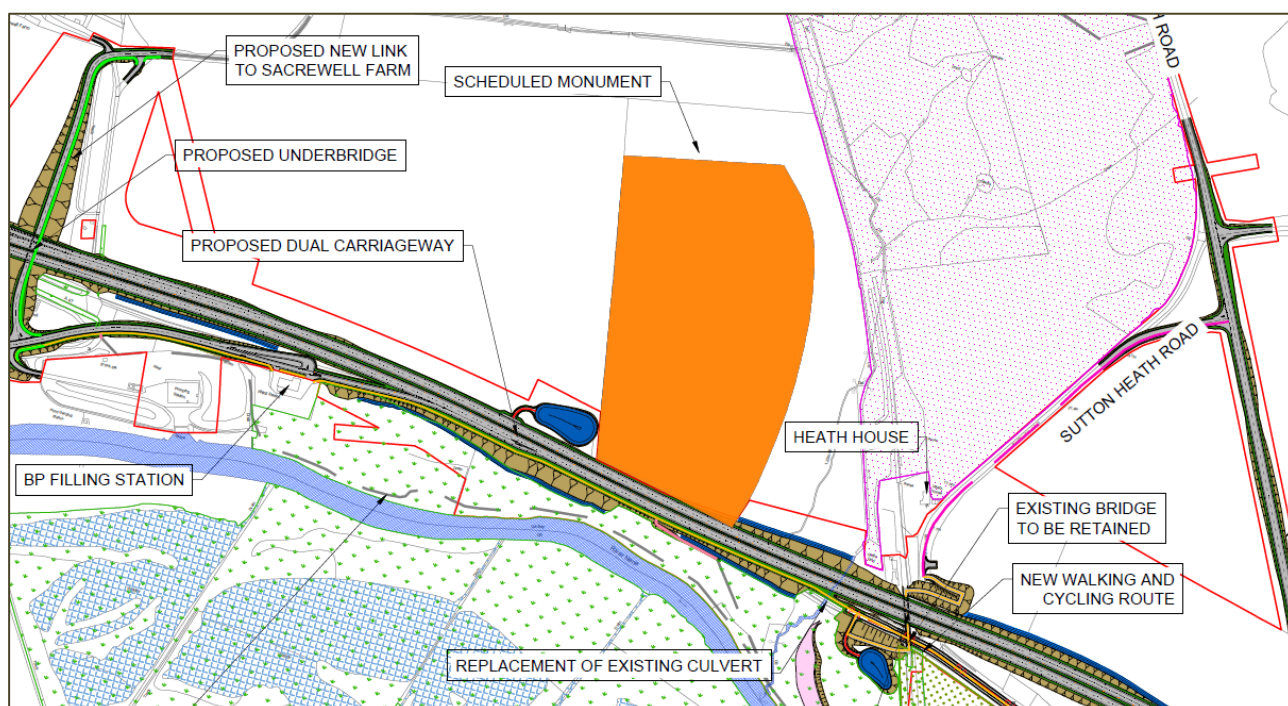 PROPOSED NEW LINK
TO SACREWELL FARM
SCHEDULED MONUMENT
H ROAD
PROPOSED UNDERBRIDGE
PROPOSED DUAL CARRIAGEWAY
SUTTON HEATH ROAD
HEATH HOUSE
BP FILLING STATION
EXISTING BRIDGE
TO BE RETAINED
NEW WALKING AND
CYCLING ROUTE
REPLACEMENT OF EXISTING CULVERT